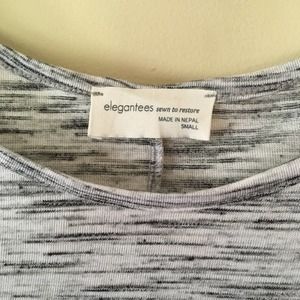 elegantees sewn to restore
MADE IN NEPAL
SMALL